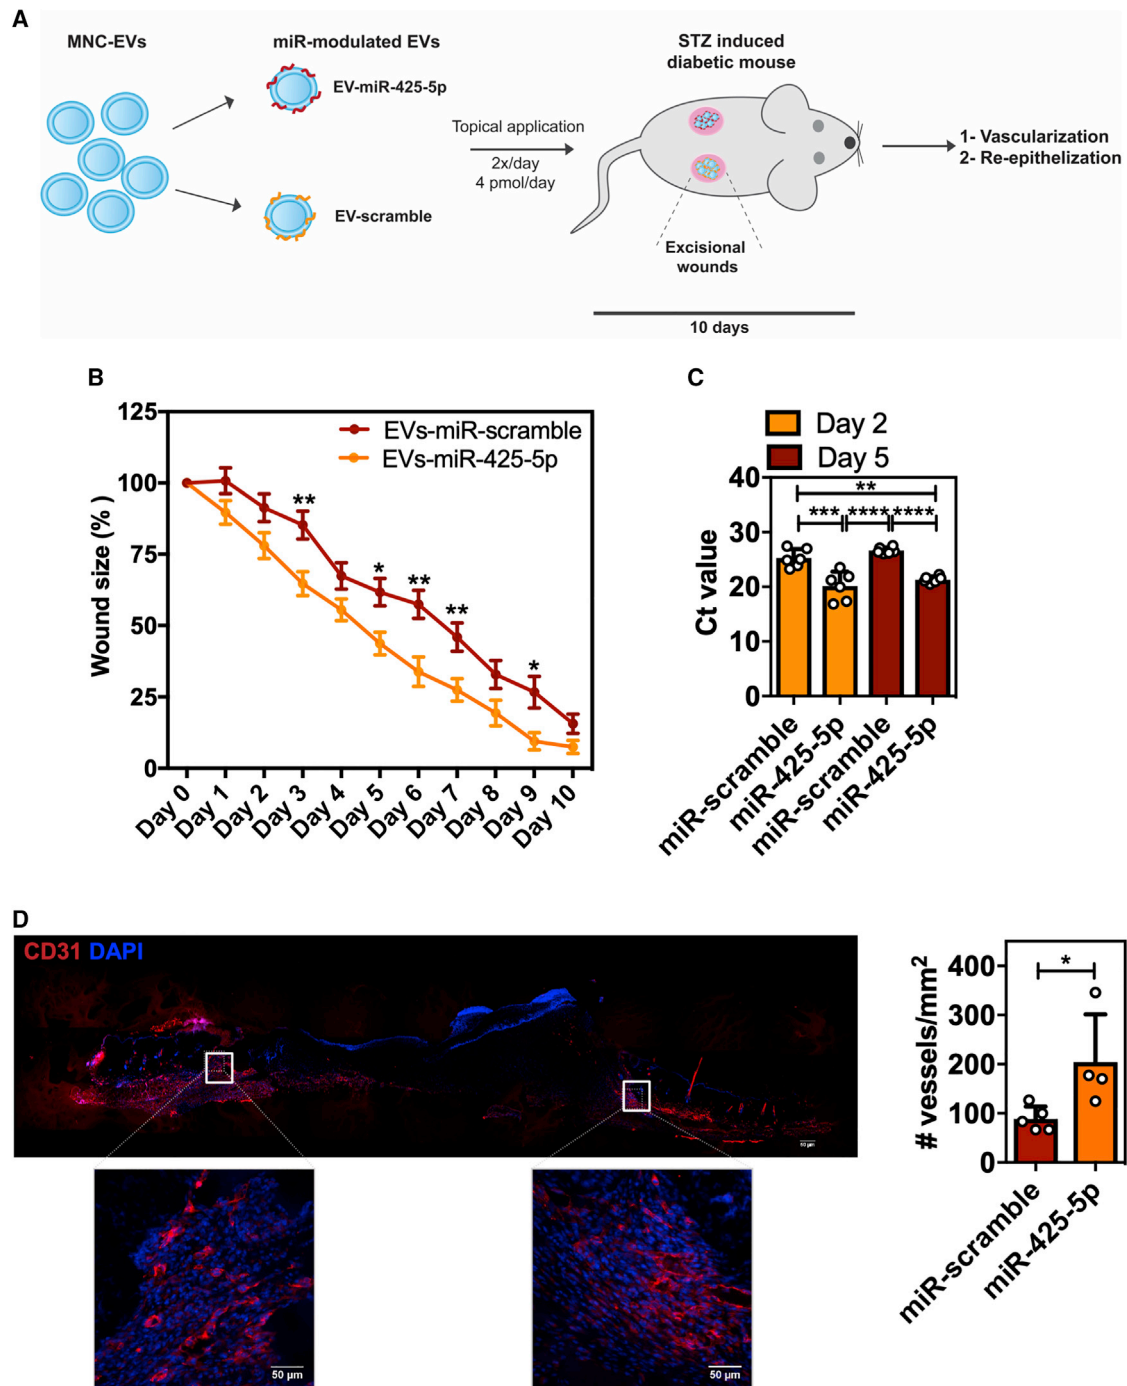 A
MNC-EVs
miR-modulated EVs
STZ induced
diabetic mouse
EV-miR-425-5p
EV-scramble
Topical application
2x/day
4 pmol/day
Excisional
wounds
10 days
1- Vascularization
2- Re-epithelization
B
Wound size (% )
125
100
75
50
25
0
EVs-miR-scramble
EVs-miR-425-5p
**
*
**
**
*
Day 0
Day 1
Day 2
Day 3
Day 4
Day 5
Day 6
Day 7
Day 8
Day 9
Day 10
C
Day 2
Day 5
Ct value
40
30
20
10
0
**
***
****
****
miR-scramble
miR-425-5p
miR-scramble
miR-425-5p
D
CD31 DAPI
50 µm
50 µm
50 µm
# vessels/mm²
400
300
200
100
0
*
miR-scramble
miR-425-5p